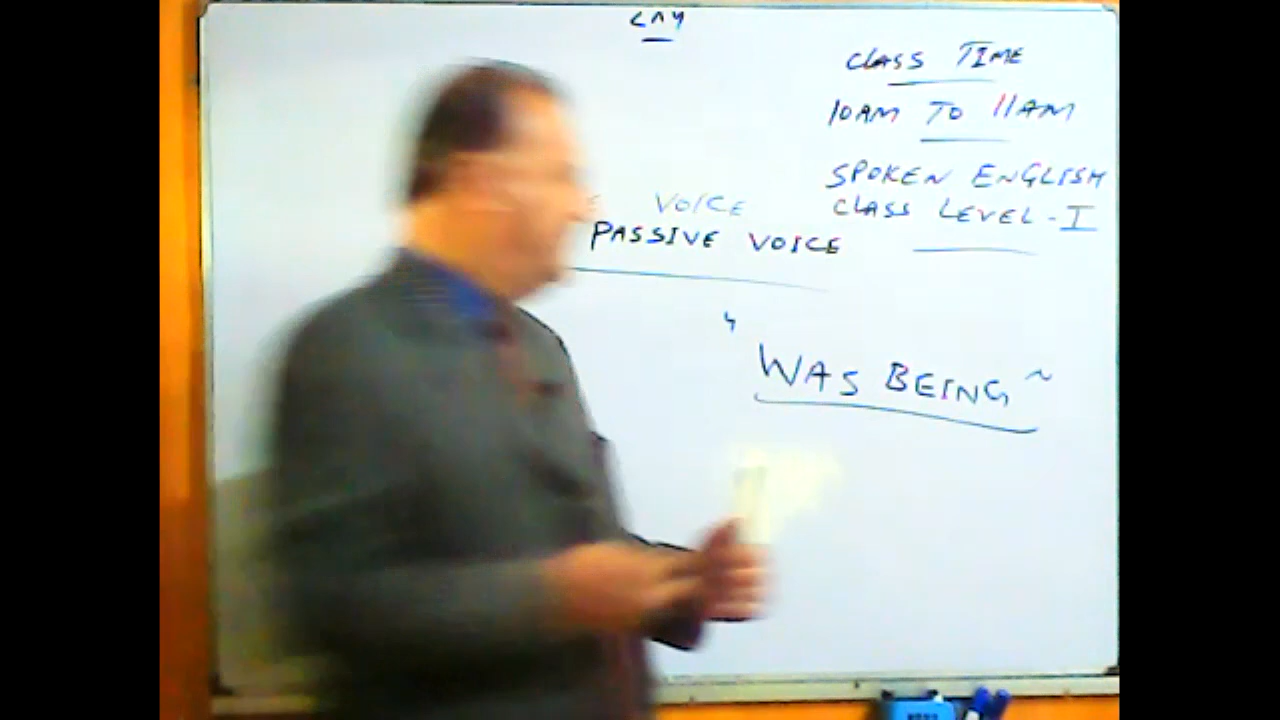 CLASS TIME
10AM TO 11AM
SPOKEN ENGLISH
CLASS LEVEL-I
VOICE
PASSIVE VOICE
WAS BEING ~